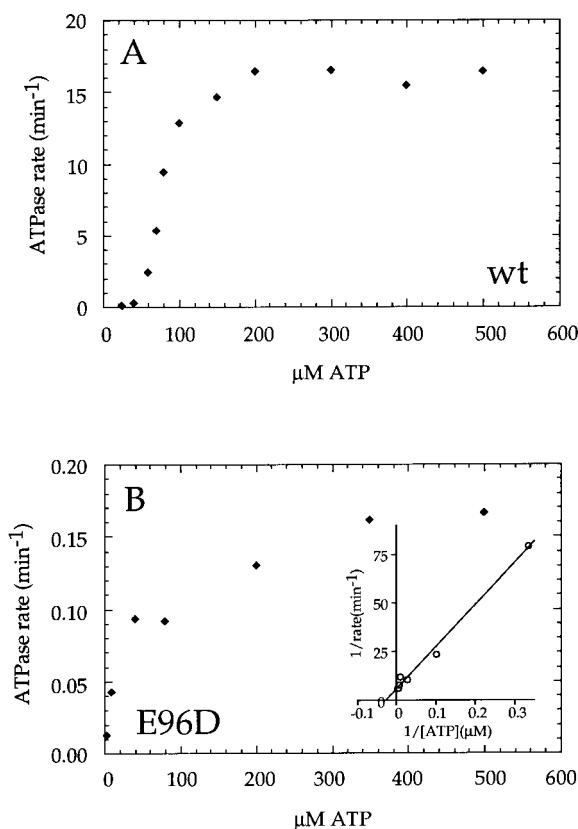 A
20
15
10
5
0
ATPase rate (min⁻¹)
wt
0 100 200 300 400 500 600
µM ATP
B
0.20
0.15
0.10
0.05
0.00
ATPase rate (min⁻¹)
E96D
75
50
25
0
1/rate(min⁻¹)
-0.1 0 0.1 0.2 0.3
1/[ATP](µM)
0 100 200 300 400 500 600
µM ATP